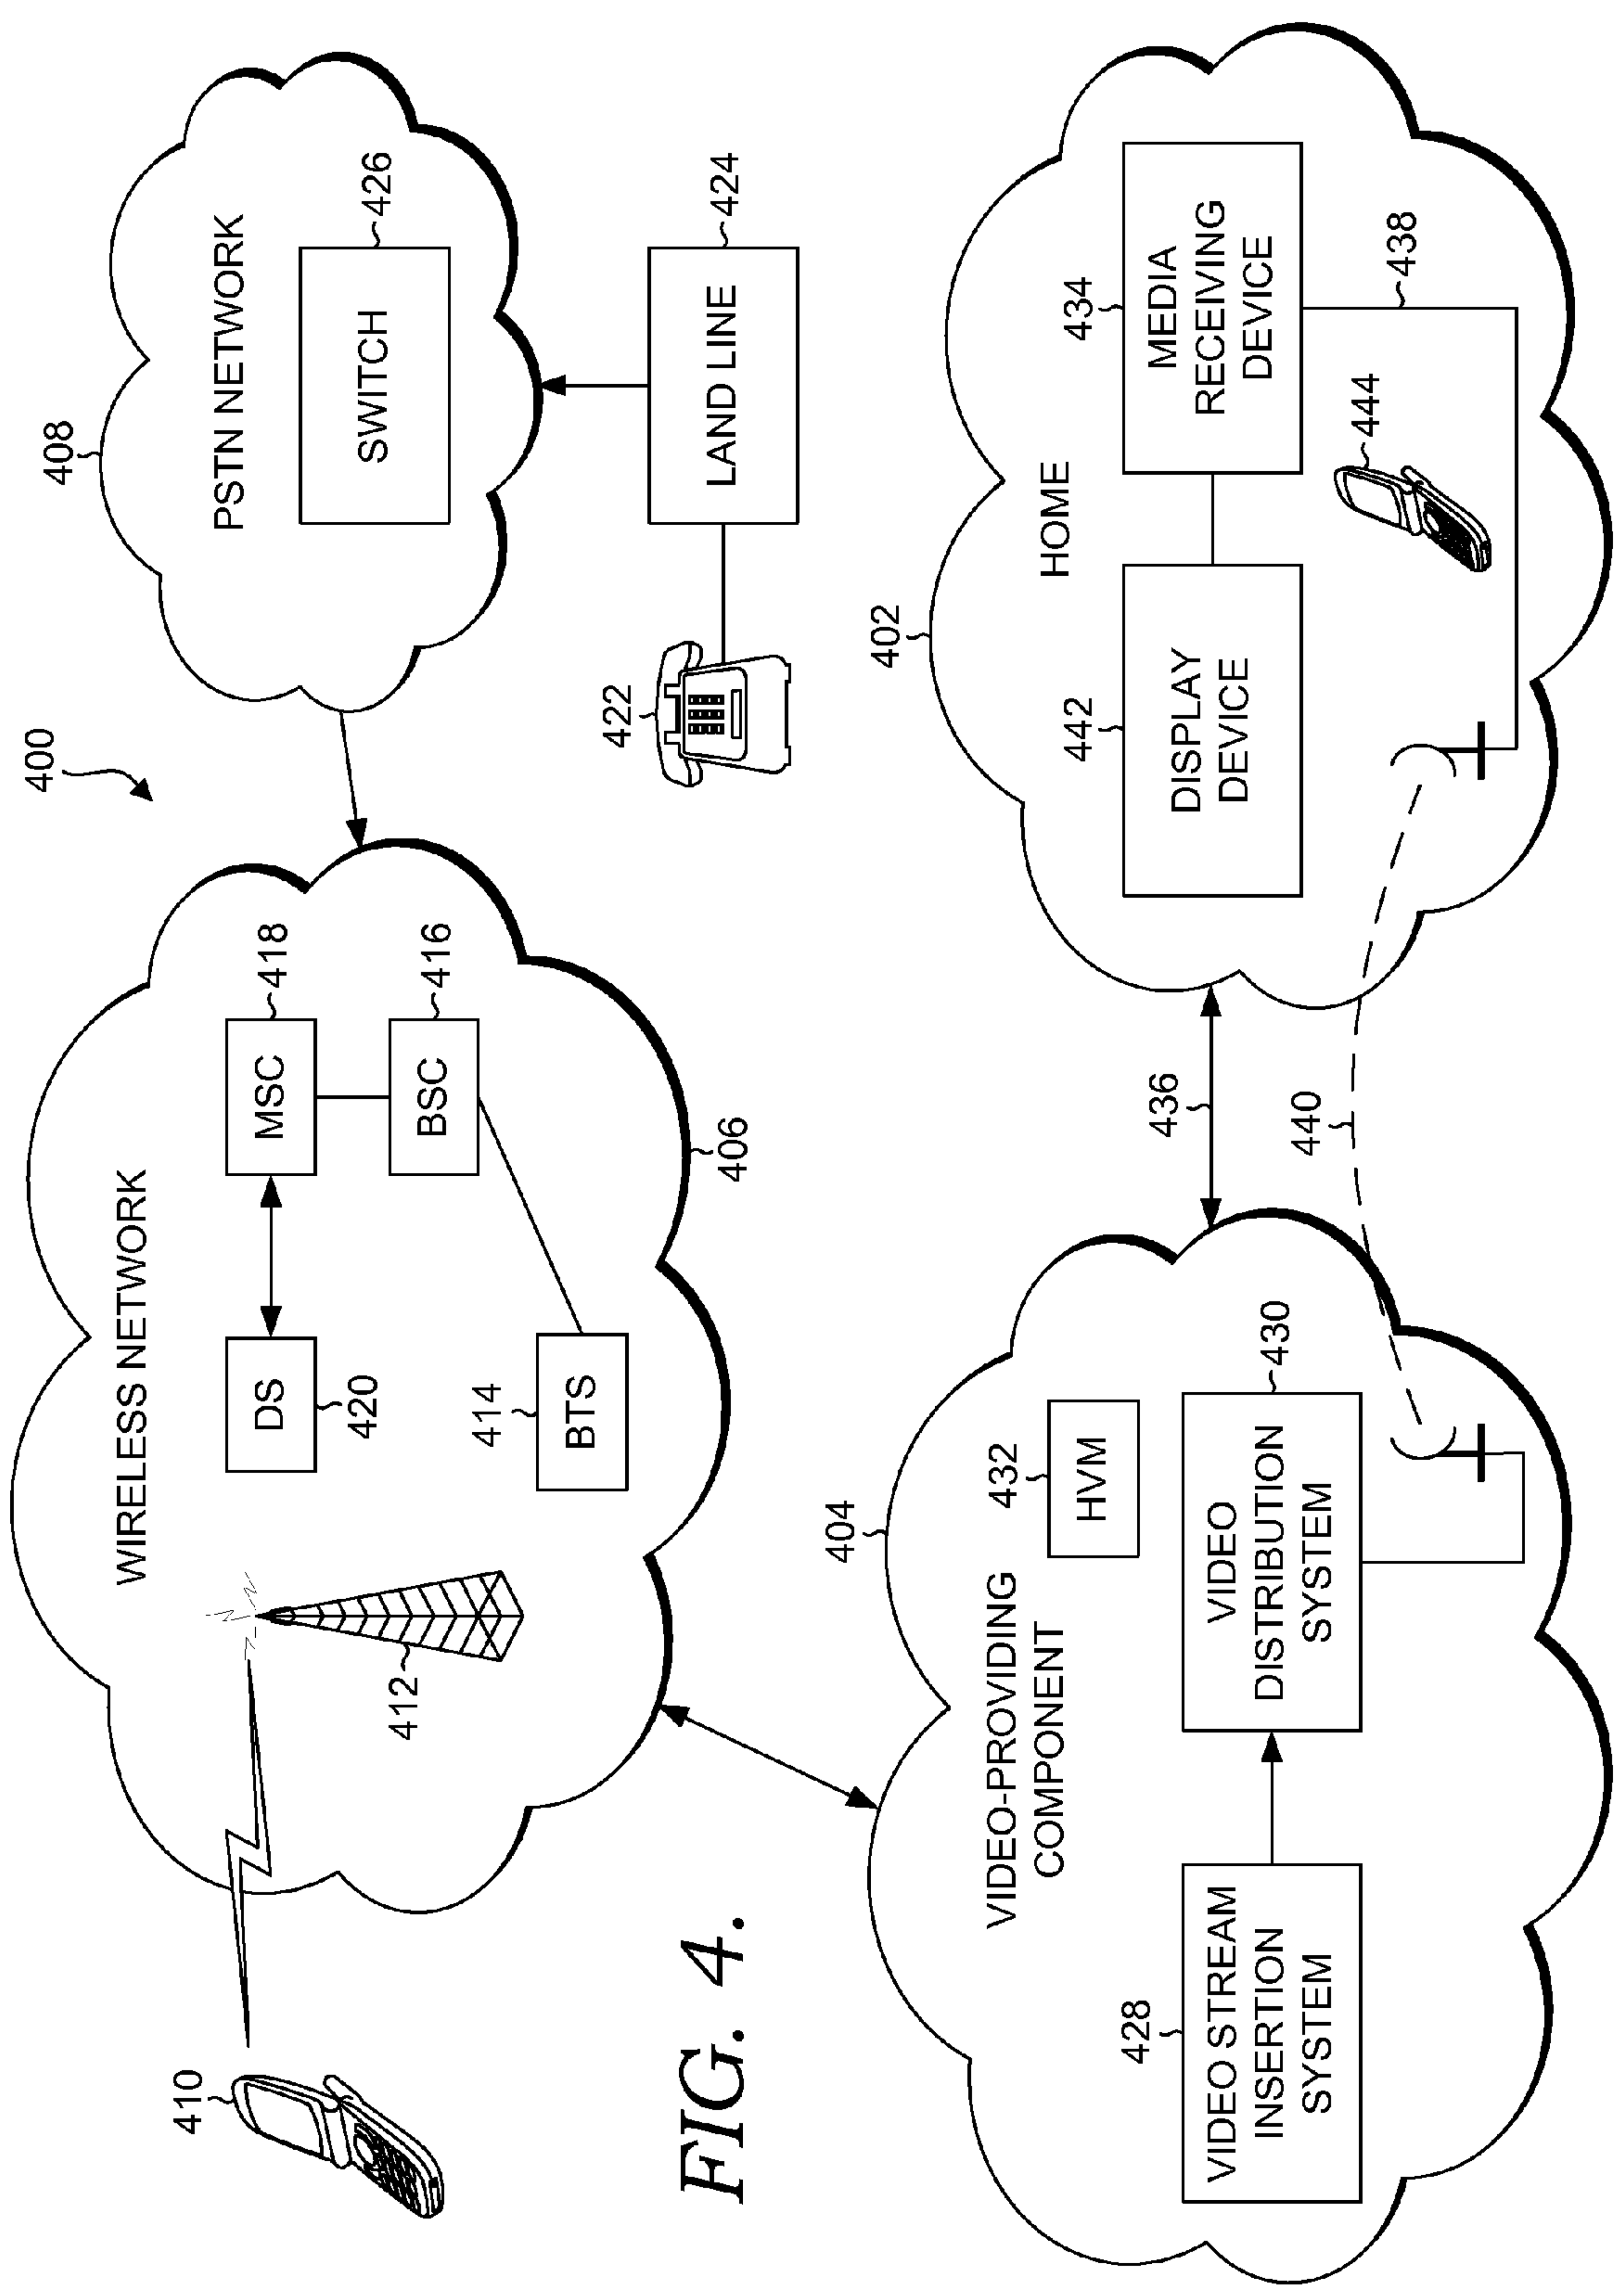 400
WIRELESS NETWORK
410
412
DS
420
MSC
418
BSC
416
414
BTS
406
408
PSTN NETWORK
SWITCH
426
422
LAND LINE
424
FIG. 4.
404
VIDEO-PROVIDING
COMPONENT
432
HVM
428
VIDEO STREAM
INSERTION
SYSTEM
VIDEO
DISTRIBUTION
SYSTEM
430
436
440
402
HOME
442
DISPLAY
DEVICE
434
MEDIA
RECEIVING
DEVICE
444
438